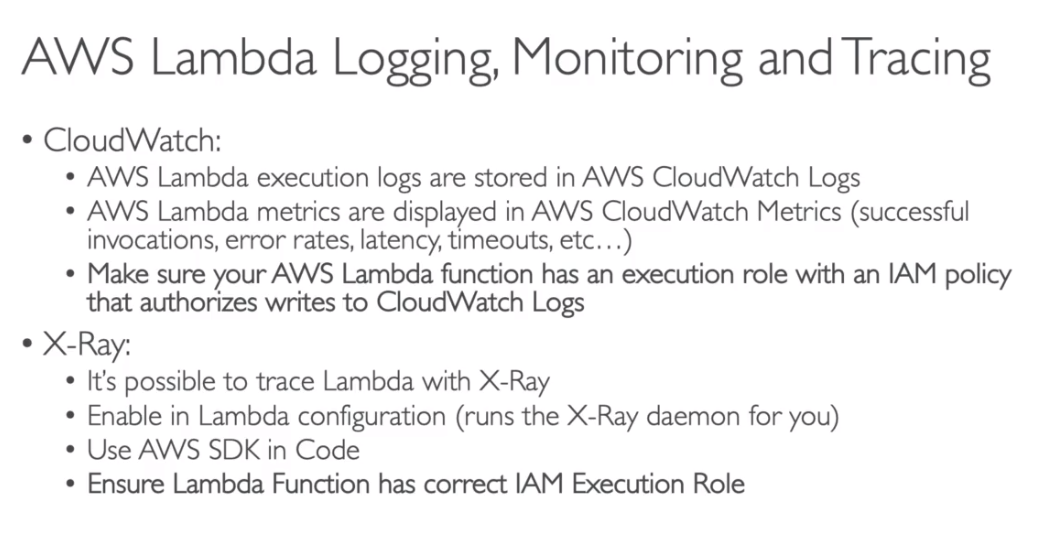 AWS Lambda Logging, Monitoring and Tracing
• CloudWatch:
• AWS Lambda execution logs are stored in AWS CloudWatch Logs
• AWS Lambda metrics are displayed in AWS CloudWatch Metrics (successful
invocations, error rates, latency, timeouts, etc…)
• Make sure your AWS Lambda function has an execution role with an IAM policy
that authorizes writes to CloudWatch Logs
• X-Ray:
• It's possible to trace Lambda with X-Ray
• Enable in Lambda configuration (runs the X-Ray daemon for you)
• Use AWS SDK in Code
• Ensure Lambda Function has correct IAM Execution Role